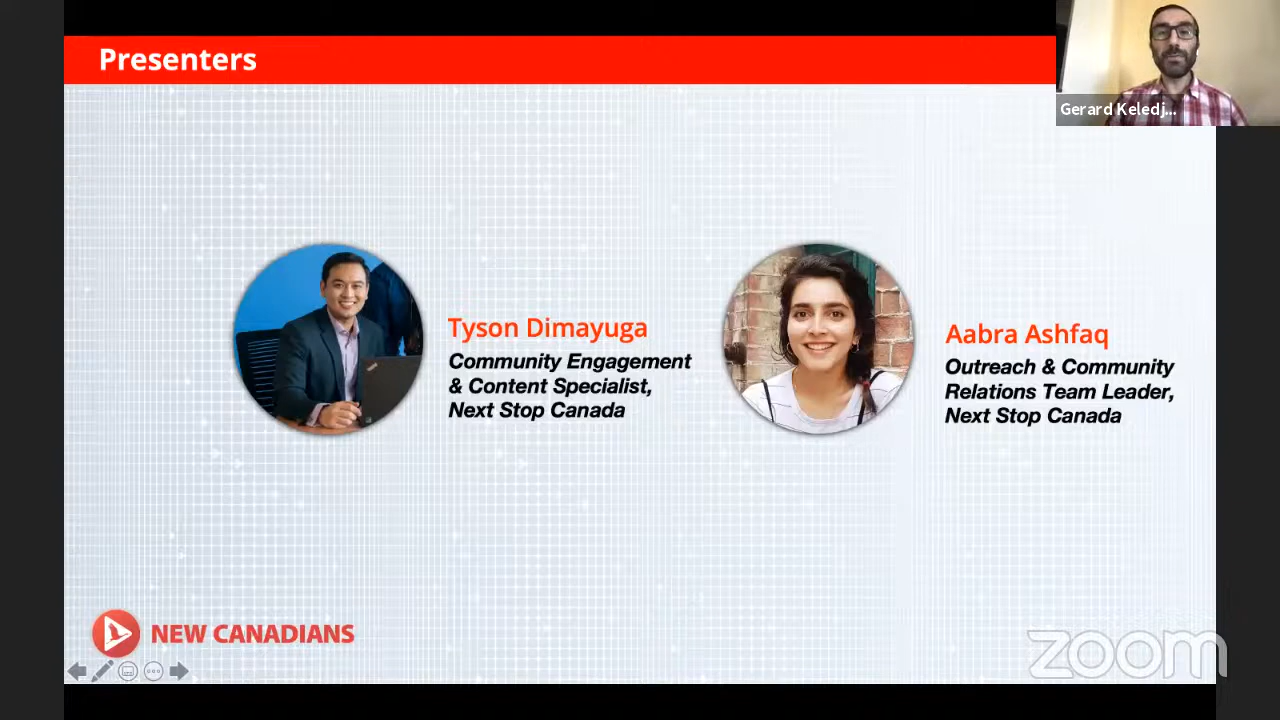 Presenters
Gerard Keledj...
Tyson Dimayuga
Community Engagement
& Content Specialist,
Next Stop Canada
Aabra Ashfaq
Outreach & Community
Relations Team Leader,
Next Stop Canada
NEW CANADIANS
zoom